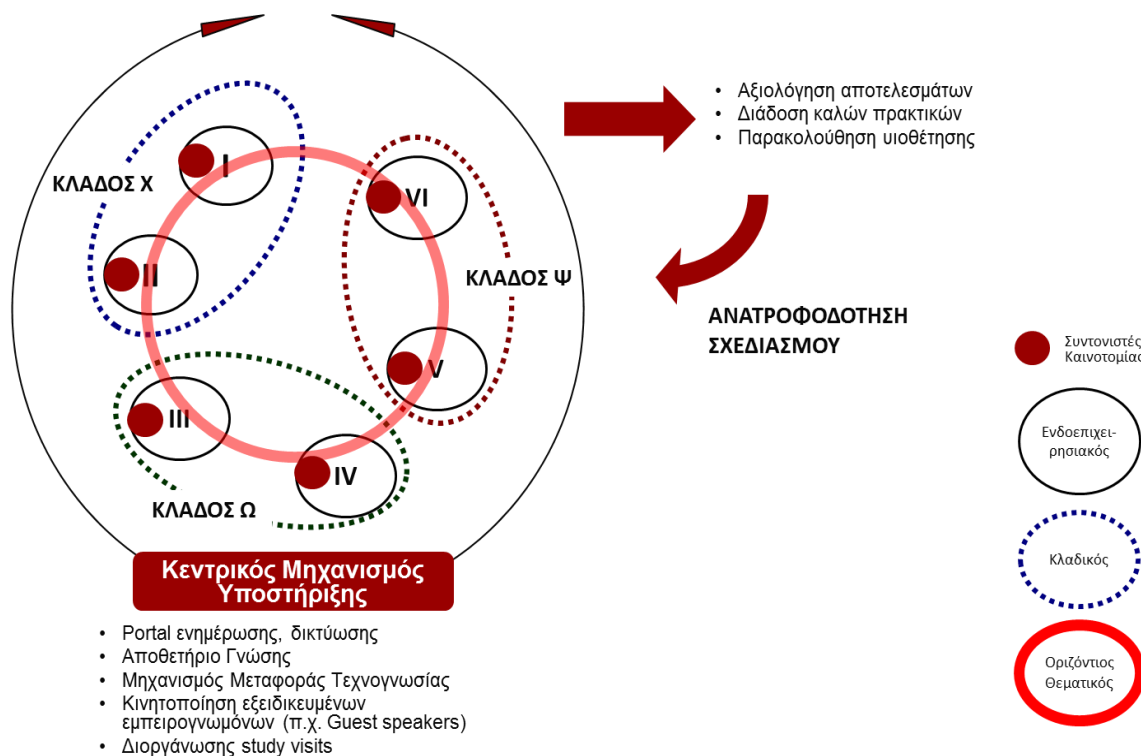 • Αξιολόγηση αποτελεσμάτων
• Διάδοση καλών πρακτικών
• Παρακολούθηση υιοθέτησης
I
ΚΛΑΔΟΣ Χ
VI
II
ΚΛΑΔΟΣ Ψ
ΑΝΑΤΡΟΦΟΔΟΤΗΣΗ
ΣΧΕΔΙΑΣΜΟΥ
V
III
IV
ΚΛΑΔΟΣ Ω
Κεντρικός Μηχανισμός
Υποστήριξης
• Portal ενημέρωσης, δικτύωσης
• Αποθετήριο Γνώσης
• Μηχανισμός Μεταφοράς Τεχνογνωσίας
• Κινητοποίηση εξειδικευμένων
εμπειρογνωμόνων (π.χ. Guest speakers)
• Διοργάνωσης study visits
Συντονιστές
Καινοτομίας
Ενδοεπιχει-
ρησιακός
Κλαδικός
Οριζόντιος
Θεματικός